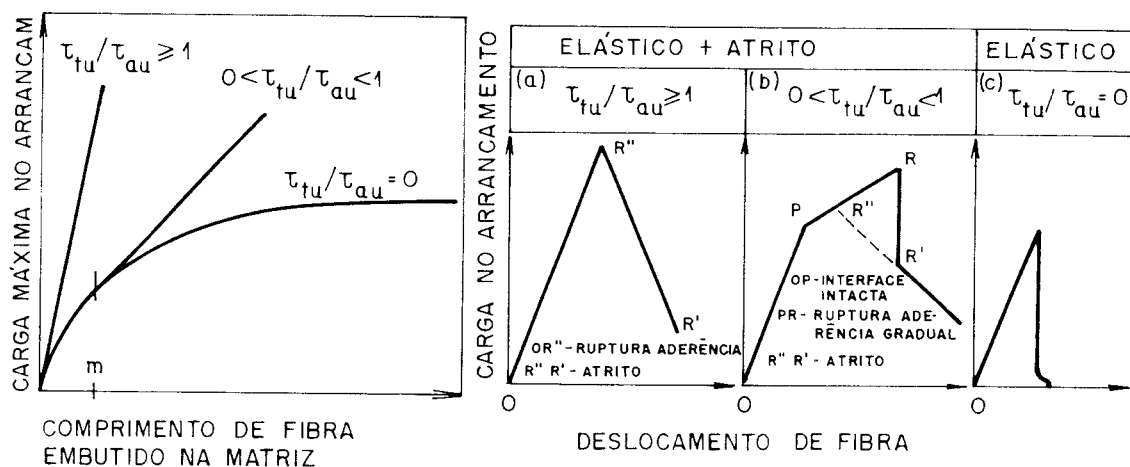 CARGA MÁXIMA NO ARRANCAM
τtu/τau ⩾ 1
0<τtu/τau<1
τtu/τau=0
m
COMPRIMENTO DE FIBRA
EMBUTIDO NA MATRIZ
CARGA NO ARRANCAMENTO
ELÁSTICO + ATRITO
ELÁSTICO
(a)
τtu/τau⩾1
(b)
0<τtu/τau<1
(c)
τtu/τau=0
R"
R'
OR"-RUPTURA ADERÊNCIA
R"R'-ATRITO
O
P
R
R"
R'
OP-INTERFACE
INTACTA
PR-RUPTURA ADE-
RÊNCIA GRADUAL
R"R'-ATRITO
O
O
DESLOCAMENTO DE FIBRA